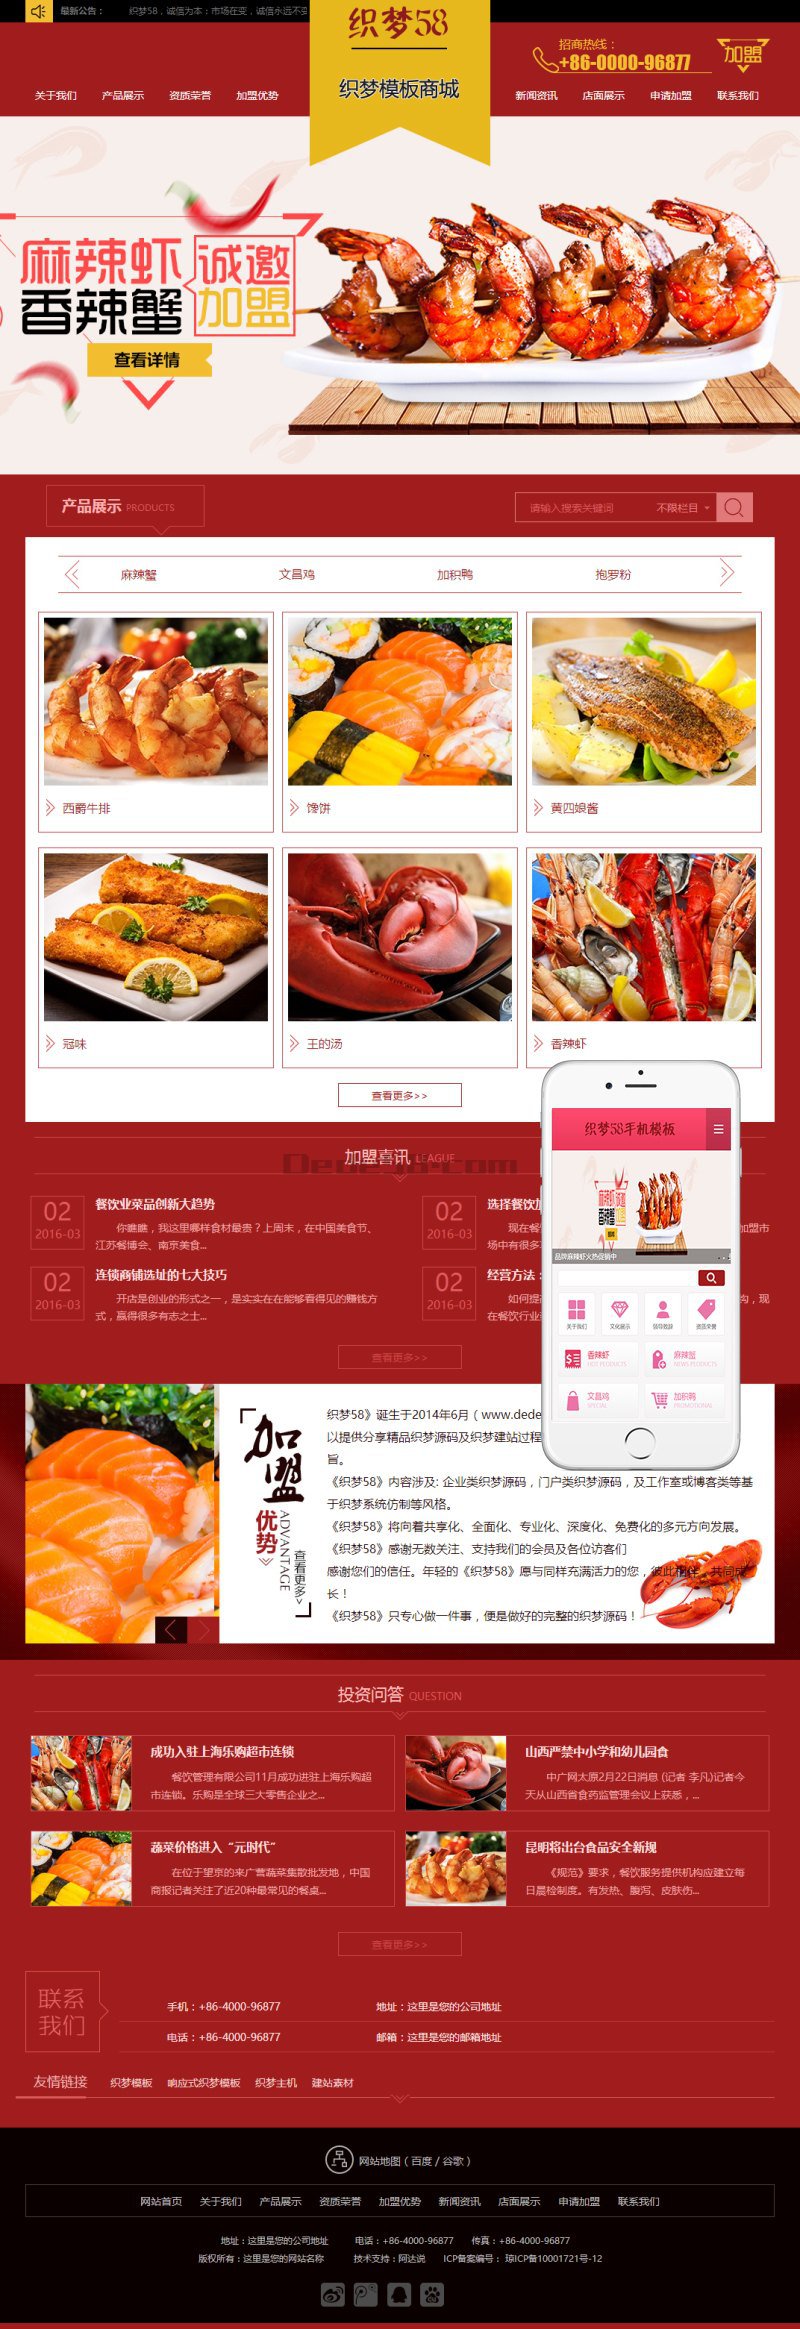 最新公告：
织梦58，诚信为本：市场在变，诚信永远不变
织梦58
织梦模板商城
招商热线：
+86-0000-96877
加盟
关于我们 产品展示 资质荣誉 加盟优势
新闻资讯 店面展示 申请加盟 联系我们
麻辣虾
香辣蟹
诚邀
加盟
查看详情
产品展示 PRODUCTS
请输入搜索关键词 不限栏目
麻辣蟹 文昌鸡 加积鸭 抱罗粉
西爵牛排 馋饼 黄四娘酱
冠味 王的汤 香辣虾
查看更多>>
加盟喜讯 LEAGUE
Dede58.com
02
2016-03
餐饮业菜品创新大趋势
你瞧瞧，我这里哪样食材最贵？上周末，在中国美食节、
江苏餐博会、南京美食...
02
2016-03
选择餐饮加
现在餐
加盟市
场中有很多
02
2016-03
连锁商铺选址的七大技巧
开店是创业的形式之一，是实实在在能够看得见的赚钱方
式，赢得很多有志之士...
02
2016-03
经营方法：
如何提
构，现
在餐饮行业
查看更多>>
织梦58手机模板
麻辣虾 诚邀
香辣蟹 加盟
品牌麻辣虾火热促销中
关于我们 文化展示 领导致辞 资质荣誉
香辣虾
HOT PRODUCTS
麻辣蟹
NEWS PRODUCTS
文昌鸡
SPECIAL
加积鸭
PROMOTIONAL
加盟
优势
ADVANTAGE
查看更多>
织梦58》诞生于2014年6月（www.dede
以提供分享精品织梦源码及织梦建站过程
旨。
《织梦58》内容涉及: 企业类织梦源码，门户类织梦源码，及工作室或博客类等基
于织梦系统仿制等风格。
《织梦58》将向着共享化、全面化、专业化、深度化、免费化的多元方向发展。
《织梦58》感谢无数关注、支持我们的会员及各位访客们
感谢您们的信任。年轻的《织梦58》愿与同样充满活力的您，彼此相伴，共同成
长！
《织梦58》只专心做一件事，便是做好的完整的织梦源码！
投资问答 QUESTION
成功入驻上海乐购超市连锁
餐饮管理有限公司11月成功进驻上海乐购超
市连锁。乐购是全球三大零售企业之...
山西严禁中小学和幼儿园食
中广网太原2月22日消息 (记者 李凡)记者今
天从山西省食药监管理会议上获悉，...
蔬菜价格进入“元时代”
在位于望京的来广营蔬菜集散批发地，中国
商报记者关注了近20种最常见的餐桌...
昆明将出台食品安全新规
《规范》要求，餐饮服务提供机构应建立每
日晨检制度。有发热、腹泻、皮肤伤...
查看更多>>
联系
我们
手机：+86-4000-96877 地址：这里是您的公司地址
电话：+86-4000-96877 邮箱：这里是您的邮箱地址
友情链接 织梦模板 响应式织梦模板 织梦主机 建站素材
网站地图 ( 百度 / 谷歌 )
网站首页 关于我们 产品展示 资质荣誉 加盟优势 新闻资讯 店面展示 申请加盟 联系我们
地址：这里是您的公司地址 电话：+86-4000-96877 传真：+86-4000-96877
版权所有：这里是您的网站名称 技术支持：阿达说 ICP备案编号： 琼ICP备10001721号-12